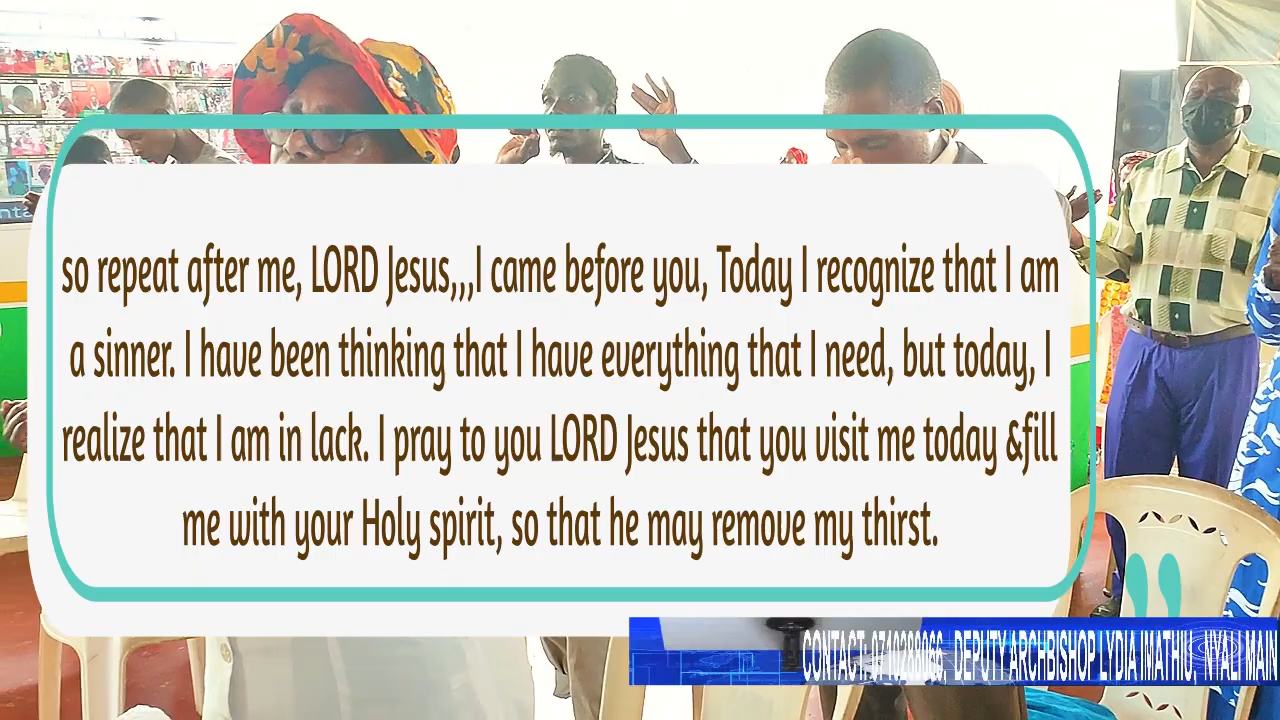 so repeat after me, LORD Jesus,,,I came before you, Today I recognize that I am
a sinner. I have been thinking that I have everything that I need, but today, I
realize that I am in lack. I pray to you LORD Jesus that you visit me today &fill
me with your Holy spirit, so that he may remove my thirst.
CONTACT: 0710288066, DEPUTY ARCHBISHOP LYDIA IMATHIU, NYALI MAIN